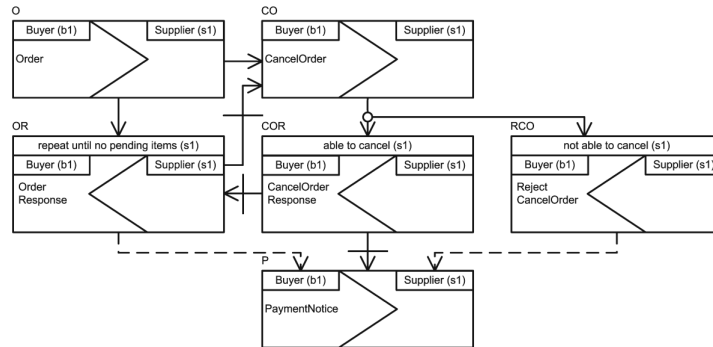 O
CO
Buyer (b1) Supplier (s1)
Buyer (b1) Supplier (s1)
Order
CancelOrder
OR
COR
RCO
repeat until no pending items (s1)
able to cancel (s1)
not able to cancel (s1)
Buyer (b1) Supplier (s1)
Buyer (b1) Supplier (s1)
Buyer (b1) Supplier (s1)
Order
Response
CancelOrder
Response
Reject
CancelOrder
P
Buyer (b1) Supplier (s1)
PaymentNotice